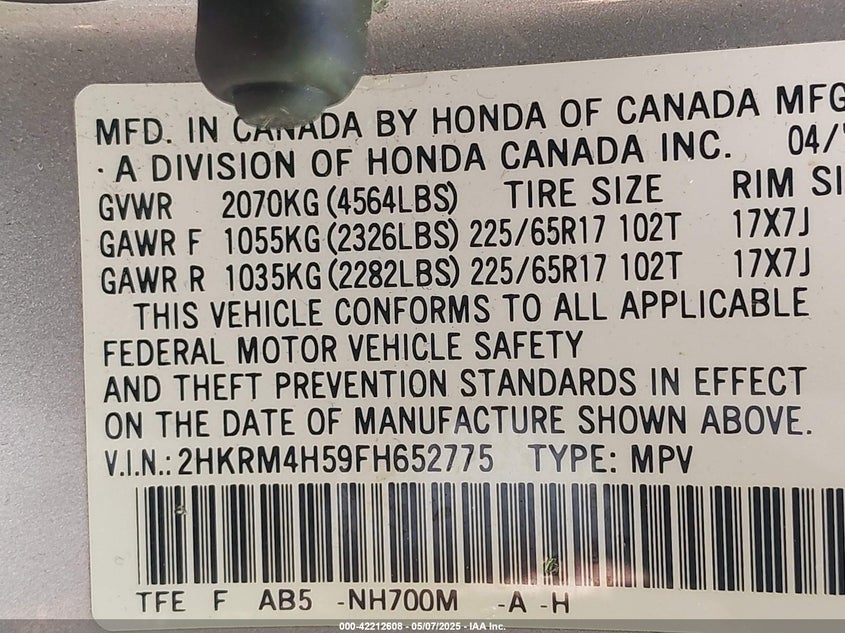 MFD. IN CANADA BY HONDA OF CANADA MFG
· A DIVISION OF HONDA CANADA INC. 04/
GVWR 2070KG (4564LBS) TIRE SIZE RIM SI
GAWR F 1055KG (2326LBS) 225/65R17 102T 17X7J
GAWR R 1035KG (2282LBS) 225/65R17 102T 17X7J
THIS VEHICLE CONFORMS TO ALL APPLICABLE
FEDERAL MOTOR VEHICLE SAFETY
AND THEFT PREVENTION STANDARDS IN EFFECT
ON THE DATE OF MANUFACTURE SHOWN ABOVE.
V.I.N.: 2HKRM4H59FH652775 TYPE: MPV
TFE F AB5 -NH700M -A -H
000-42212608 - 05/07/2025 - IAA Inc.